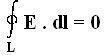 ∮ E . dl = 0
L